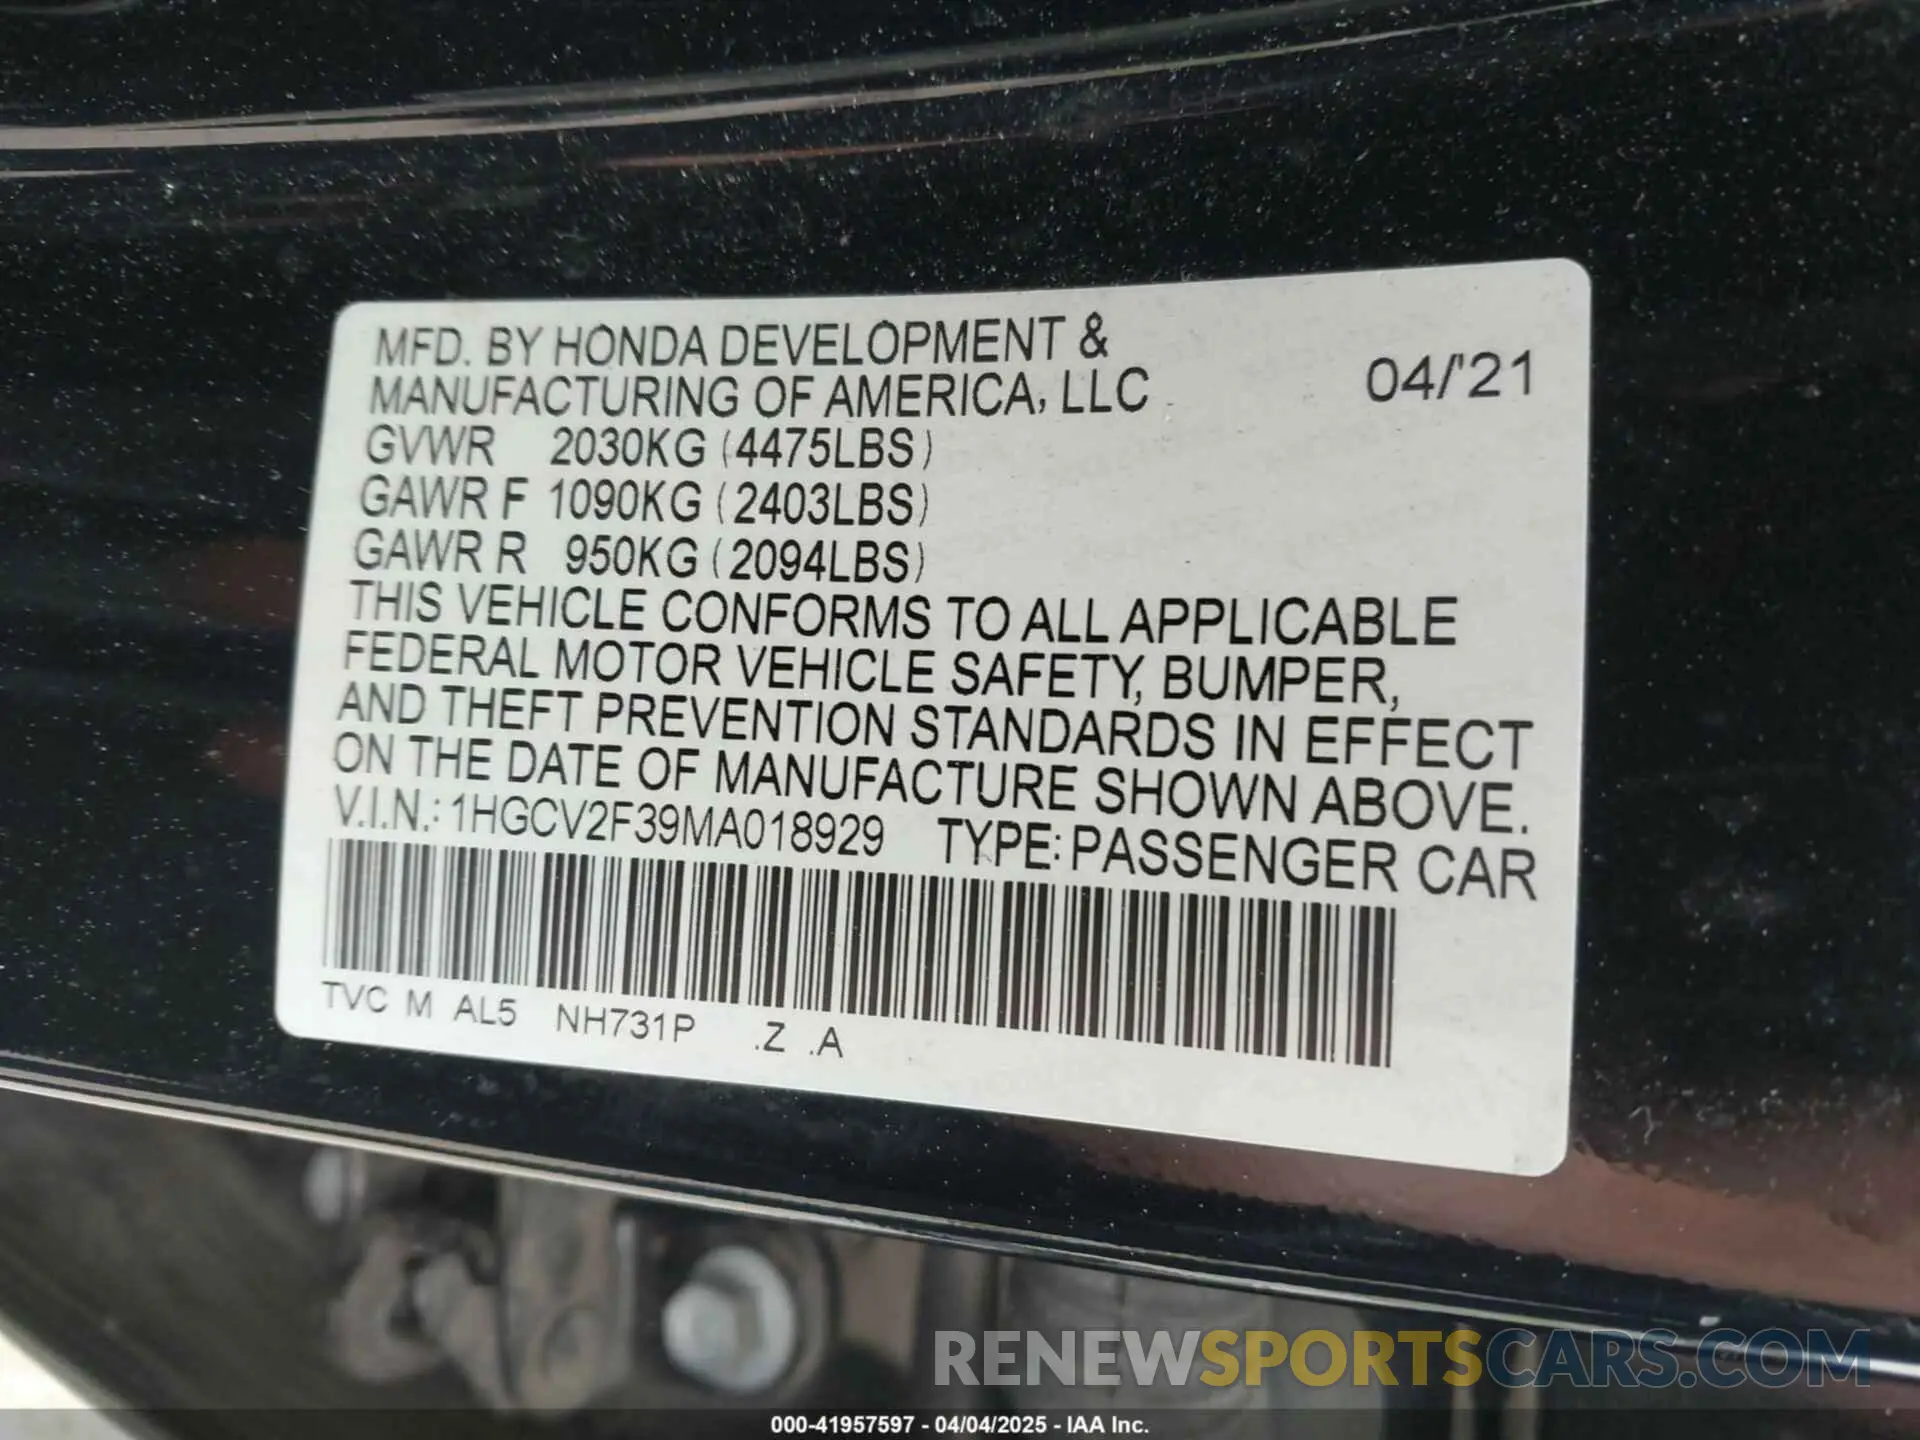 MFD. BY HONDA DEVELOPMENT &
MANUFACTURING OF AMERICA, LLC 04/'21
GVWR 2030KG (4475LBS)
GAWR F 1090KG (2403LBS)
GAWR R 950KG (2094LBS)
THIS VEHICLE CONFORMS TO ALL APPLICABLE
FEDERAL MOTOR VEHICLE SAFETY, BUMPER,
AND THEFT PREVENTION STANDARDS IN EFFECT
ON THE DATE OF MANUFACTURE SHOWN ABOVE.
V.I.N.: 1HGCV2F39MA018929 TYPE: PASSENGER CAR
TVC M AL5 NH731P .Z .A
RENEWSPORTSCARS.COM
000-41957597 - 04/04/2025 - IAA Inc.